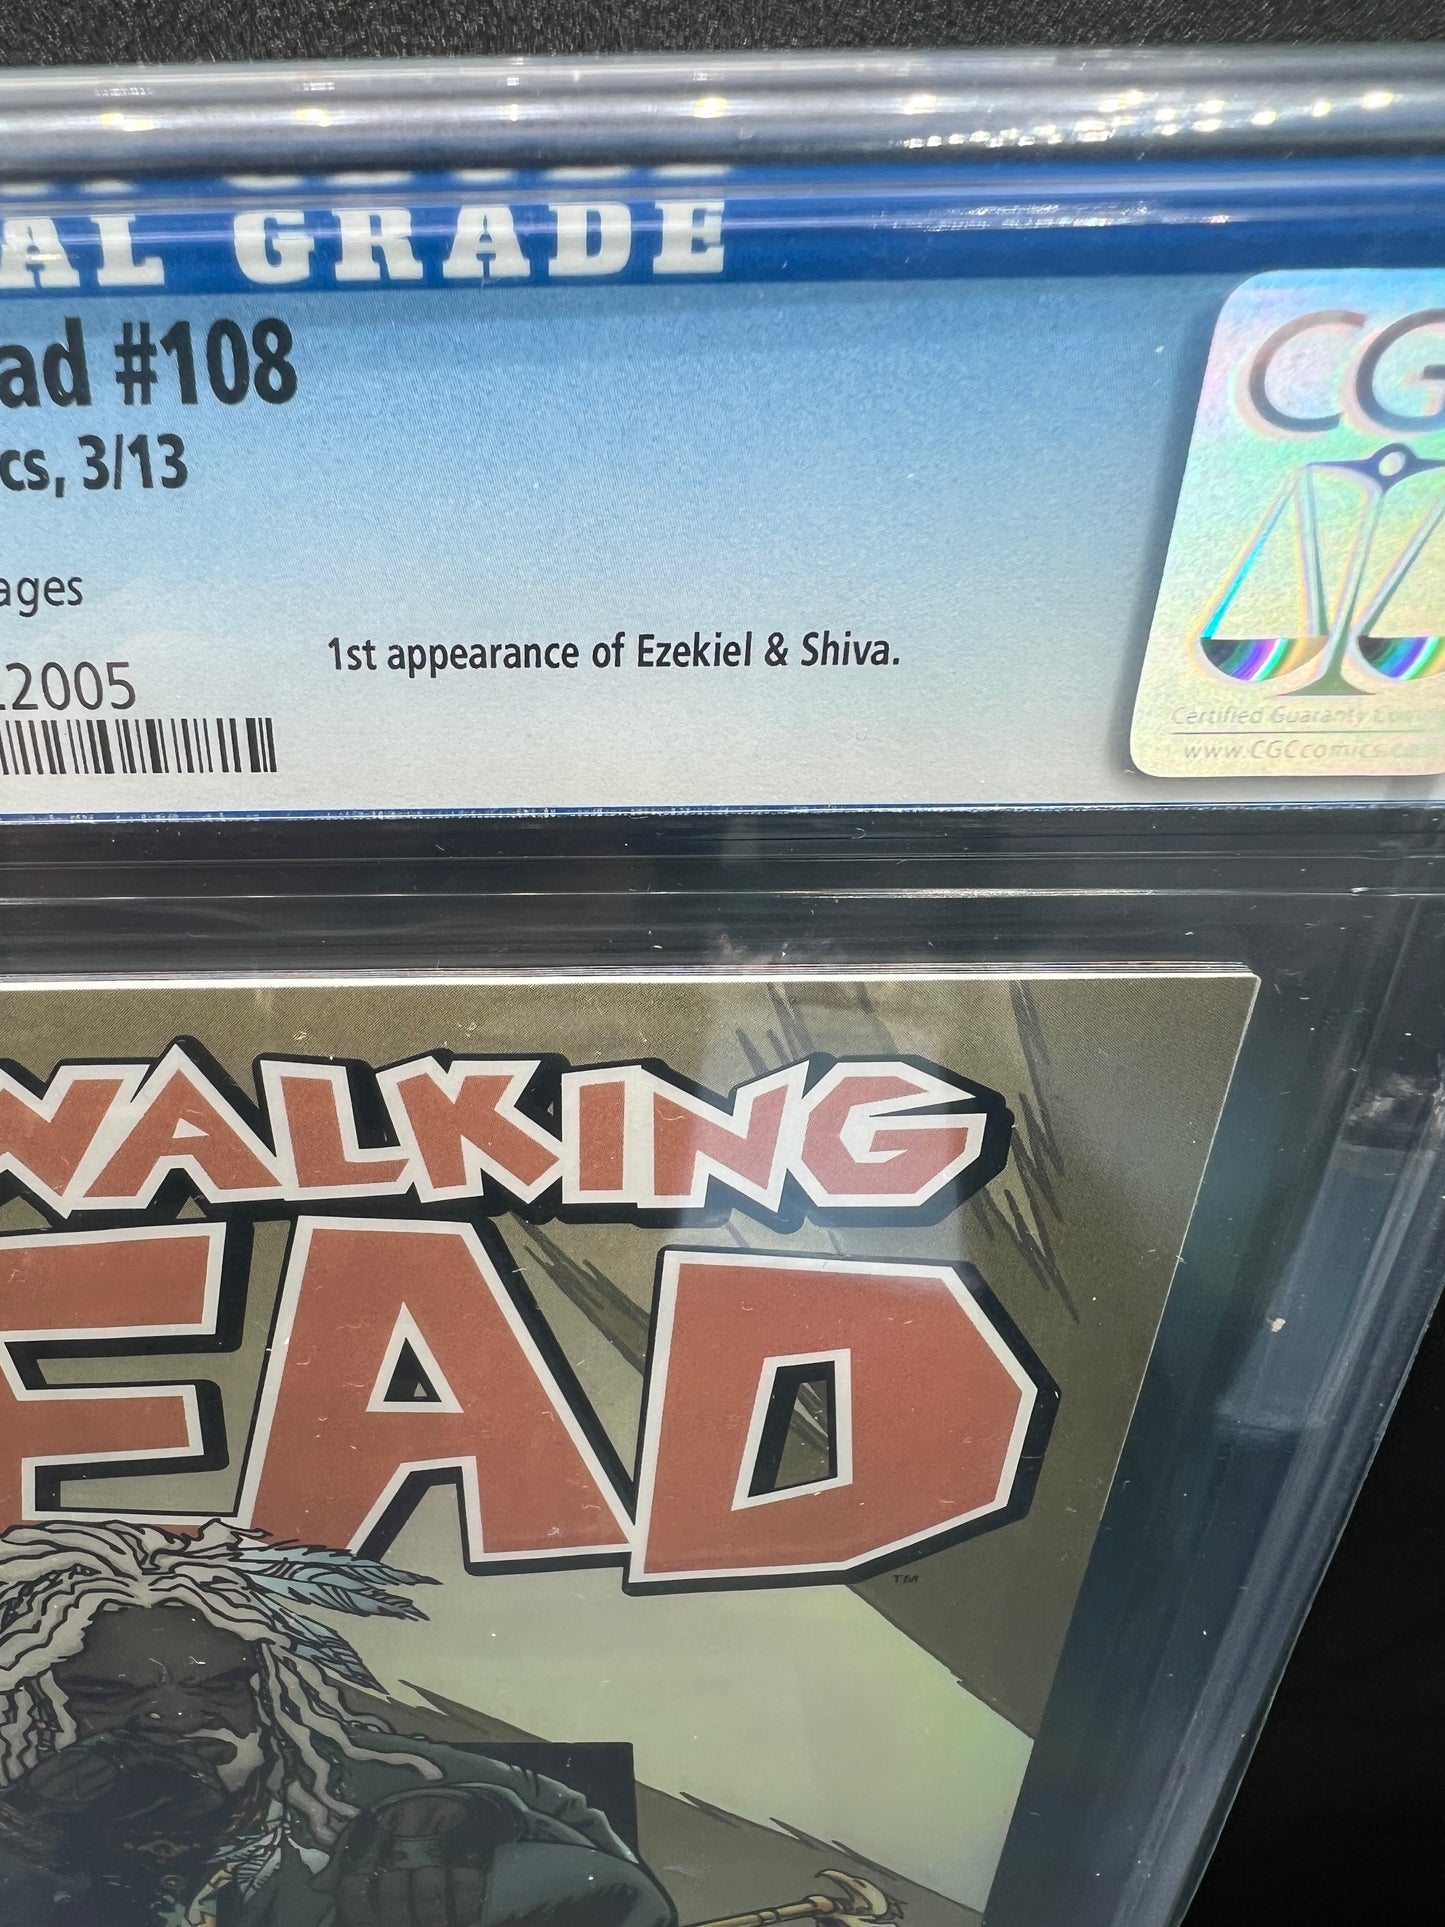 AL GRADE
ad #108
cs, 3/13
ages
2005
1st appearance of Ezekiel & Shiva.
CG
Certified Guaranty
www.CGCcomics.c
WALKING
EAD
TM